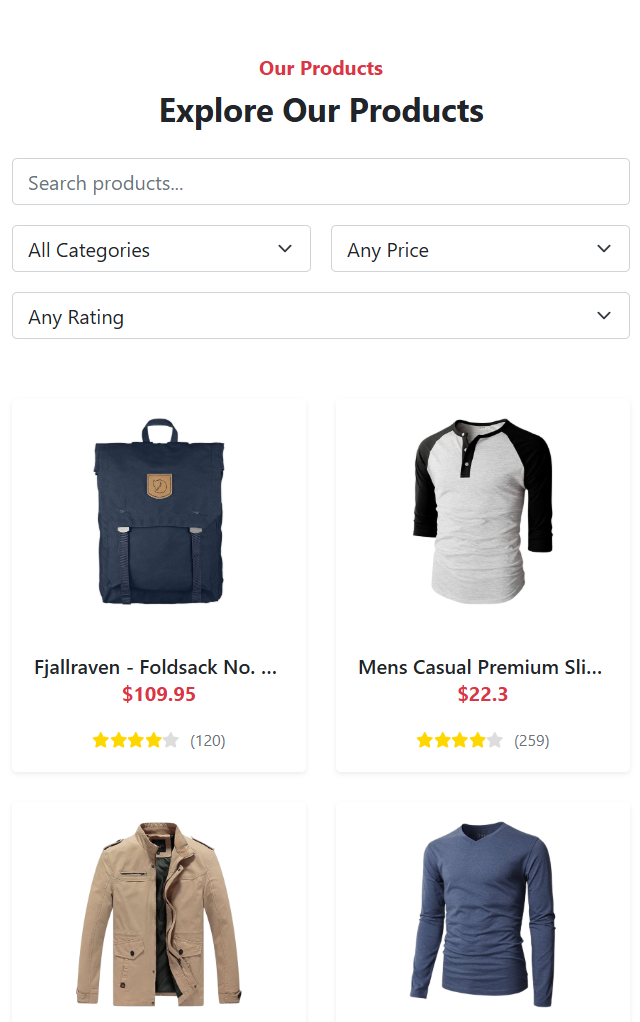 Our Products
Explore Our Products
Search products...
All Categories
Any Price
Any Rating
Fjallraven - Foldsack No. ...
$109.95
(120)
Mens Casual Premium Sli...
$22.3
(259)